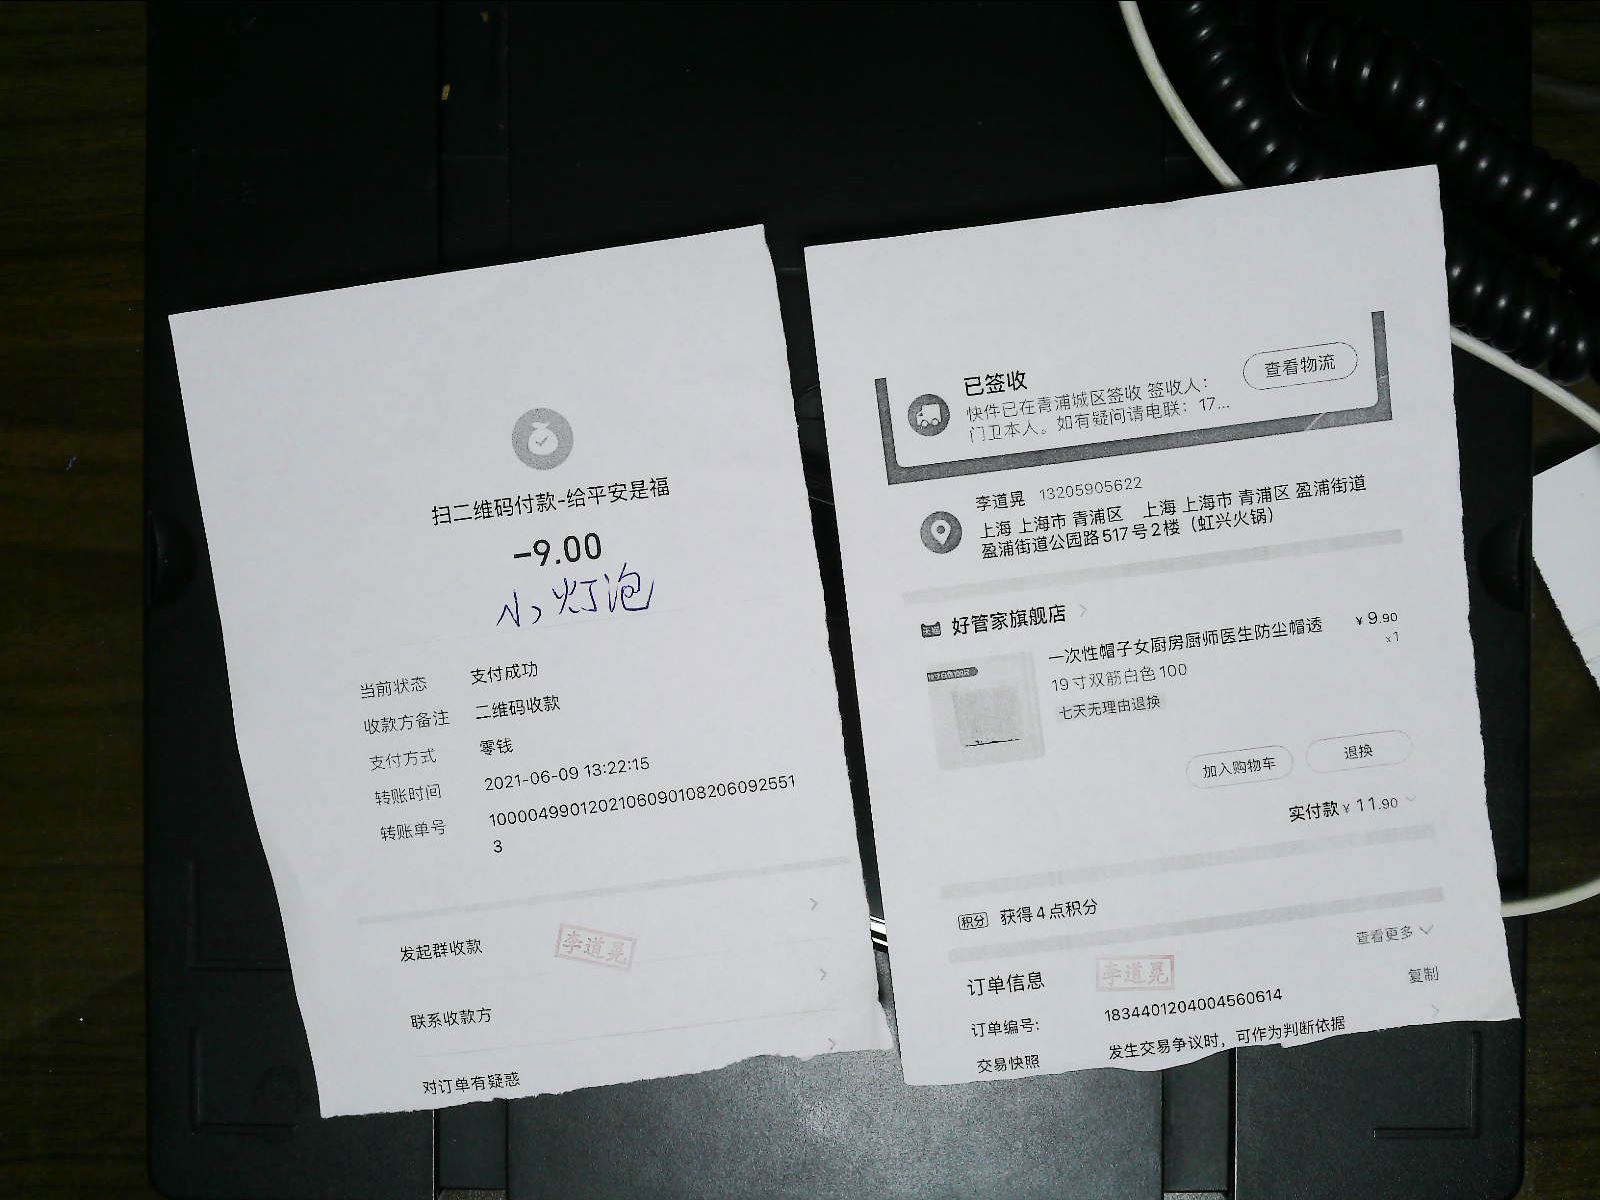 扫二维码付款-给平安是福
-9.00
小灯泡
当前状态 支付成功
收款方备注 二维码收款
支付方式 零钱
转账时间 2021-06-09 13:22:15
转账单号 1000049901202106090108206092551
3
发起群收款
李道晃
联系收款方
对订单有疑惑
已签收
查看物流
快件已在青浦城区签收 签收人：
门卫本人。如有疑问请电联：17...
李道晃 13205905622
上海 上海市 青浦区 上海 上海市 青浦区 盈浦街道
盈浦街道公园路517号2楼（虹兴火锅）
天猫 好管家旗舰店
一次性帽子女厨房厨师医生防尘帽透 ¥9.90
19寸双筋白色100 x1
七天无理由退换
加入购物车 退换
实付款 ¥11.90
积分 获得4点积分
查看更多
订单信息
李道晃
复制
订单编号: 1834401204004560614
交易快照 发生交易争议时，可作为判断依据